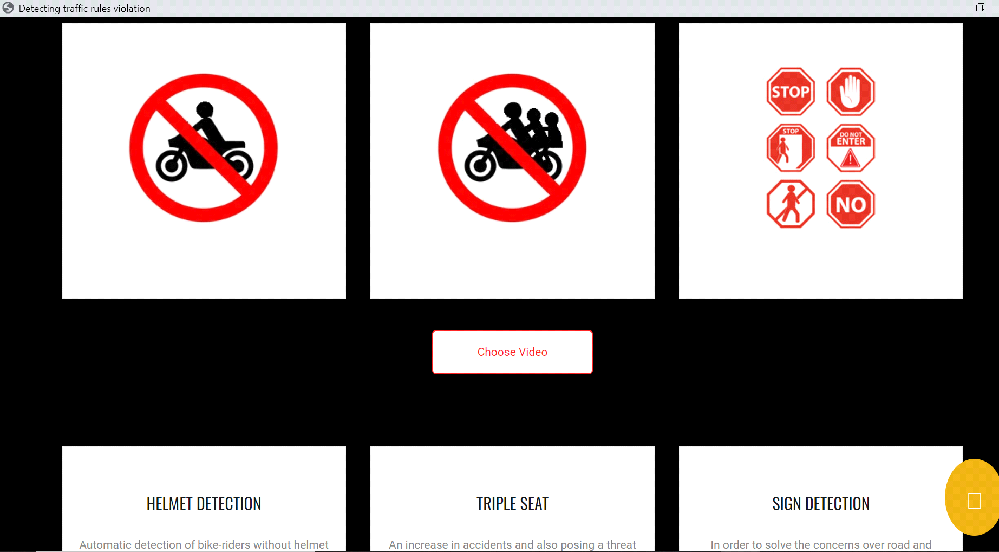 Detecting traffic rules violation
STOP
STOP
DO NOT
ENTER
!
NO
Choose Video
HELMET DETECTION
TRIPLE SEAT
SIGN DETECTION
Automatic detection of bike-riders without helmet
An increase in accidents and also posing a threat
In order to solve the concerns over road and